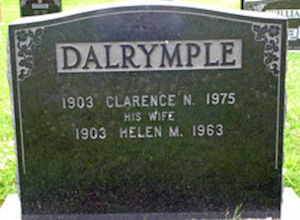 DALRYMPLE
1903 CLARENCE N. 1975
HIS WIFE
1903 HELEN M. 1963